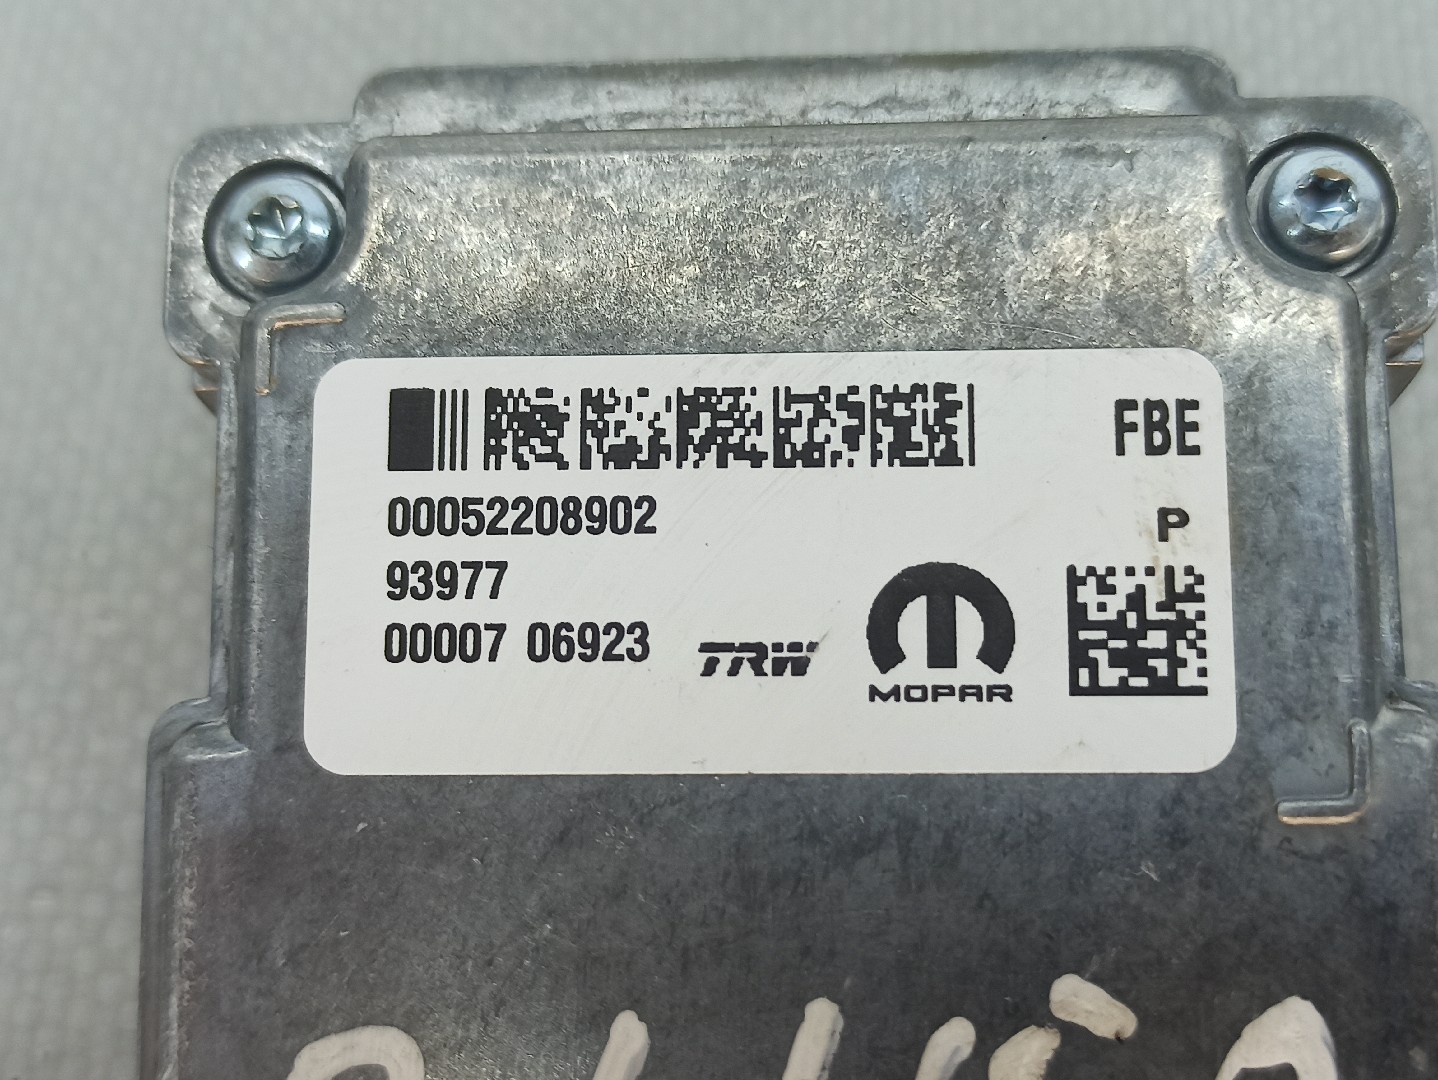 FBE
00052208902
P
93977
00007 06923
TRW
MOPAR